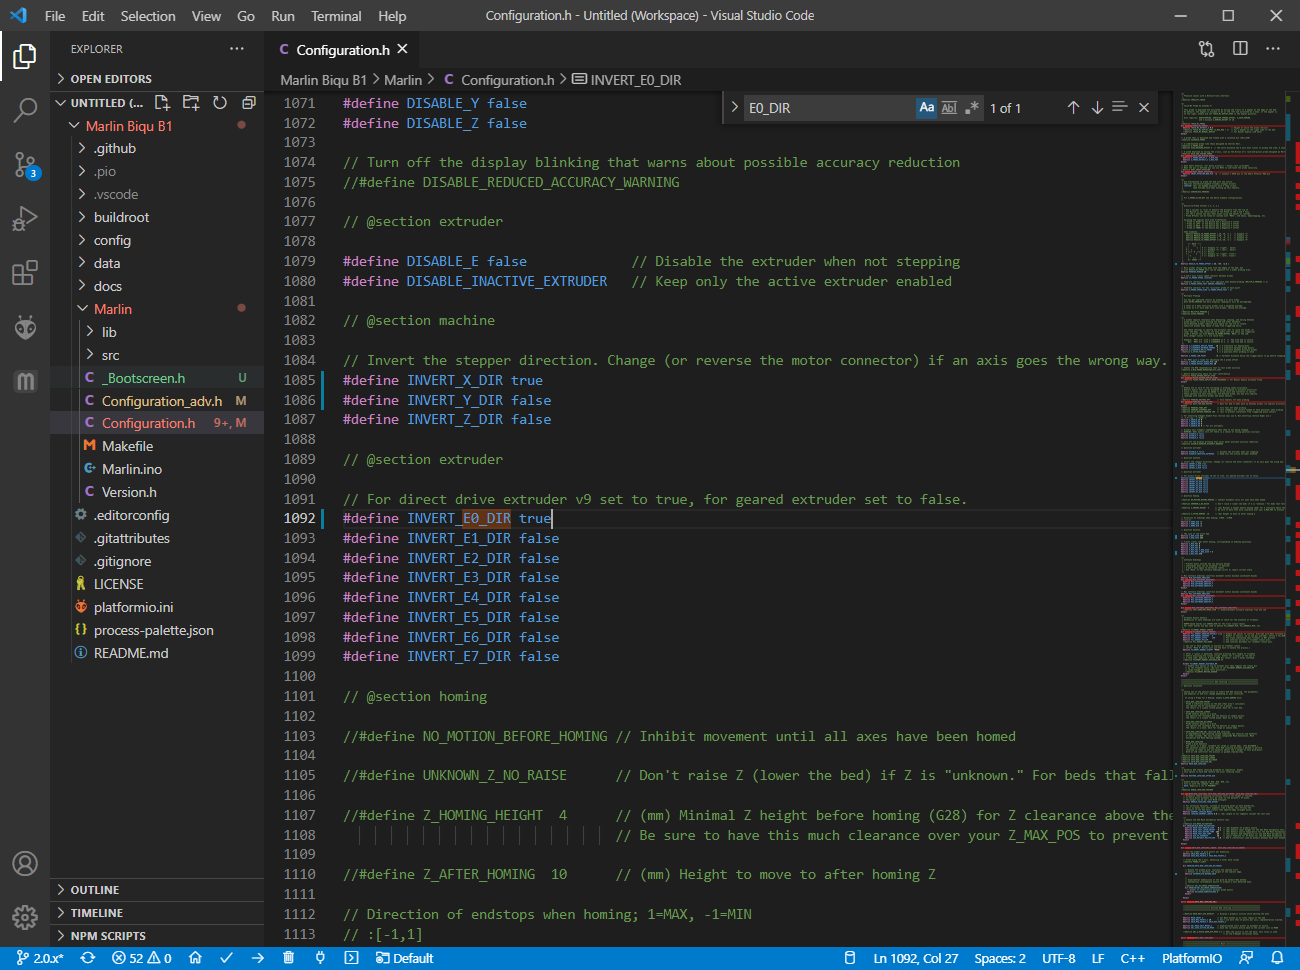 File Edit Selection View Go Run Terminal Help
Configuration.h - Untitled (Workspace) - Visual Studio Code
EXPLORER
Configuration.h
OPEN EDITORS
Marlin Biqu B1 > Marlin > C Configuration.h > INVERT_E0_DIR
UNTITLED (...
E0_DIR Aa Abl .* 1 of 1
Marlin Biqu B1
.github
.pio
.vscode
buildroot
config
data
docs
Marlin
lib
src
C _Bootscreen.h U
C Configuration_adv.h M
C Configuration.h 9+, M
Makefile
Marlin.ino
C Version.h
.editorconfig
.gitattributes
.gitignore
LICENSE
platformio.ini
process-palette.json
README.md
OUTLINE
TIMELINE
NPM SCRIPTS
3
1071 #define DISABLE_Y false
1072 #define DISABLE_Z false
1073
1074 // Turn off the display blinking that warns about possible accuracy reduction
1075 //#define DISABLE_REDUCED_ACCURACY_WARNING
1076
1077 // @section extruder
1078
1079 #define DISABLE_E false // Disable the extruder when not stepping
1080 #define DISABLE_INACTIVE_EXTRUDER // Keep only the active extruder enabled
1081
1082 // @section machine
1083
1084 // Invert the stepper direction. Change (or reverse the motor connector) if an axis goes the wrong way.
1085 #define INVERT_X_DIR true
1086 #define INVERT_Y_DIR false
1087 #define INVERT_Z_DIR false
1088
1089 // @section extruder
1090
1091 // For direct drive extruder v9 set to true, for geared extruder set to false.
1092 #define INVERT_E0_DIR true
1093 #define INVERT_E1_DIR false
1094 #define INVERT_E2_DIR false
1095 #define INVERT_E3_DIR false
1096 #define INVERT_E4_DIR false
1097 #define INVERT_E5_DIR false
1098 #define INVERT_E6_DIR false
1099 #define INVERT_E7_DIR false
1100
1101 // @section homing
1102
1103 //#define NO_MOTION_BEFORE_HOMING // Inhibit movement until all axes have been homed
1104
1105 //#define UNKNOWN_Z_NO_RAISE // Don't raise Z (lower the bed) if Z is "unknown." For beds that fal
1106
1107 //#define Z_HOMING_HEIGHT 4 // (mm) Minimal Z height before homing (G28) for Z clearance above the
1108 // Be sure to have this much clearance over your Z_MAX_POS to prevent
1109
1110 //#define Z_AFTER_HOMING 10 // (mm) Height to move to after homing Z
1111
1112 // Direction of endstops when homing; 1=MAX, -1=MIN
1113 // :[-1,1]
2.0.x* 52 0 Default Ln 1092, Col 27 Spaces: 2 UTF-8 LF C++ PlatformIO